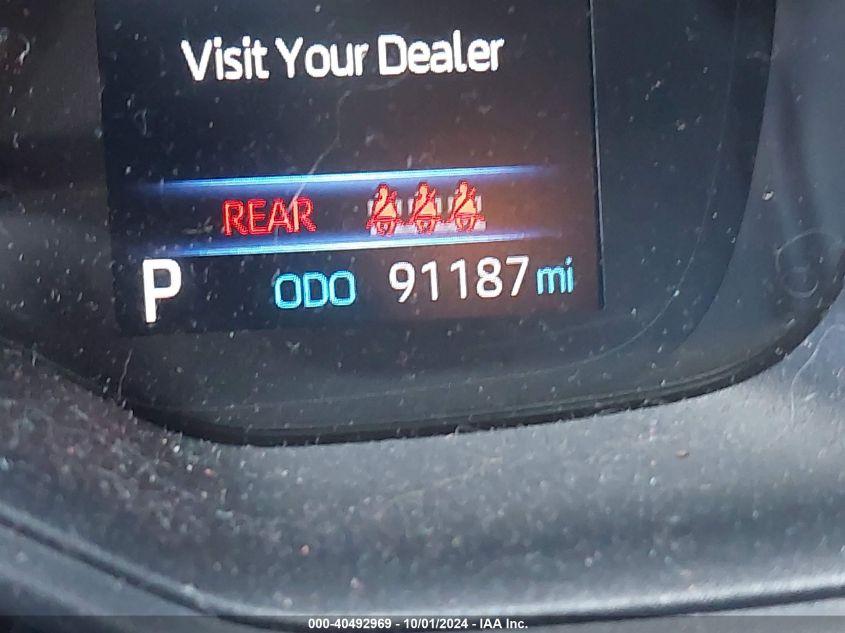 Visit Your Dealer
REAR
P ODO 91187 mi
000-40492969 - 10/01/2024 - IAA Inc.